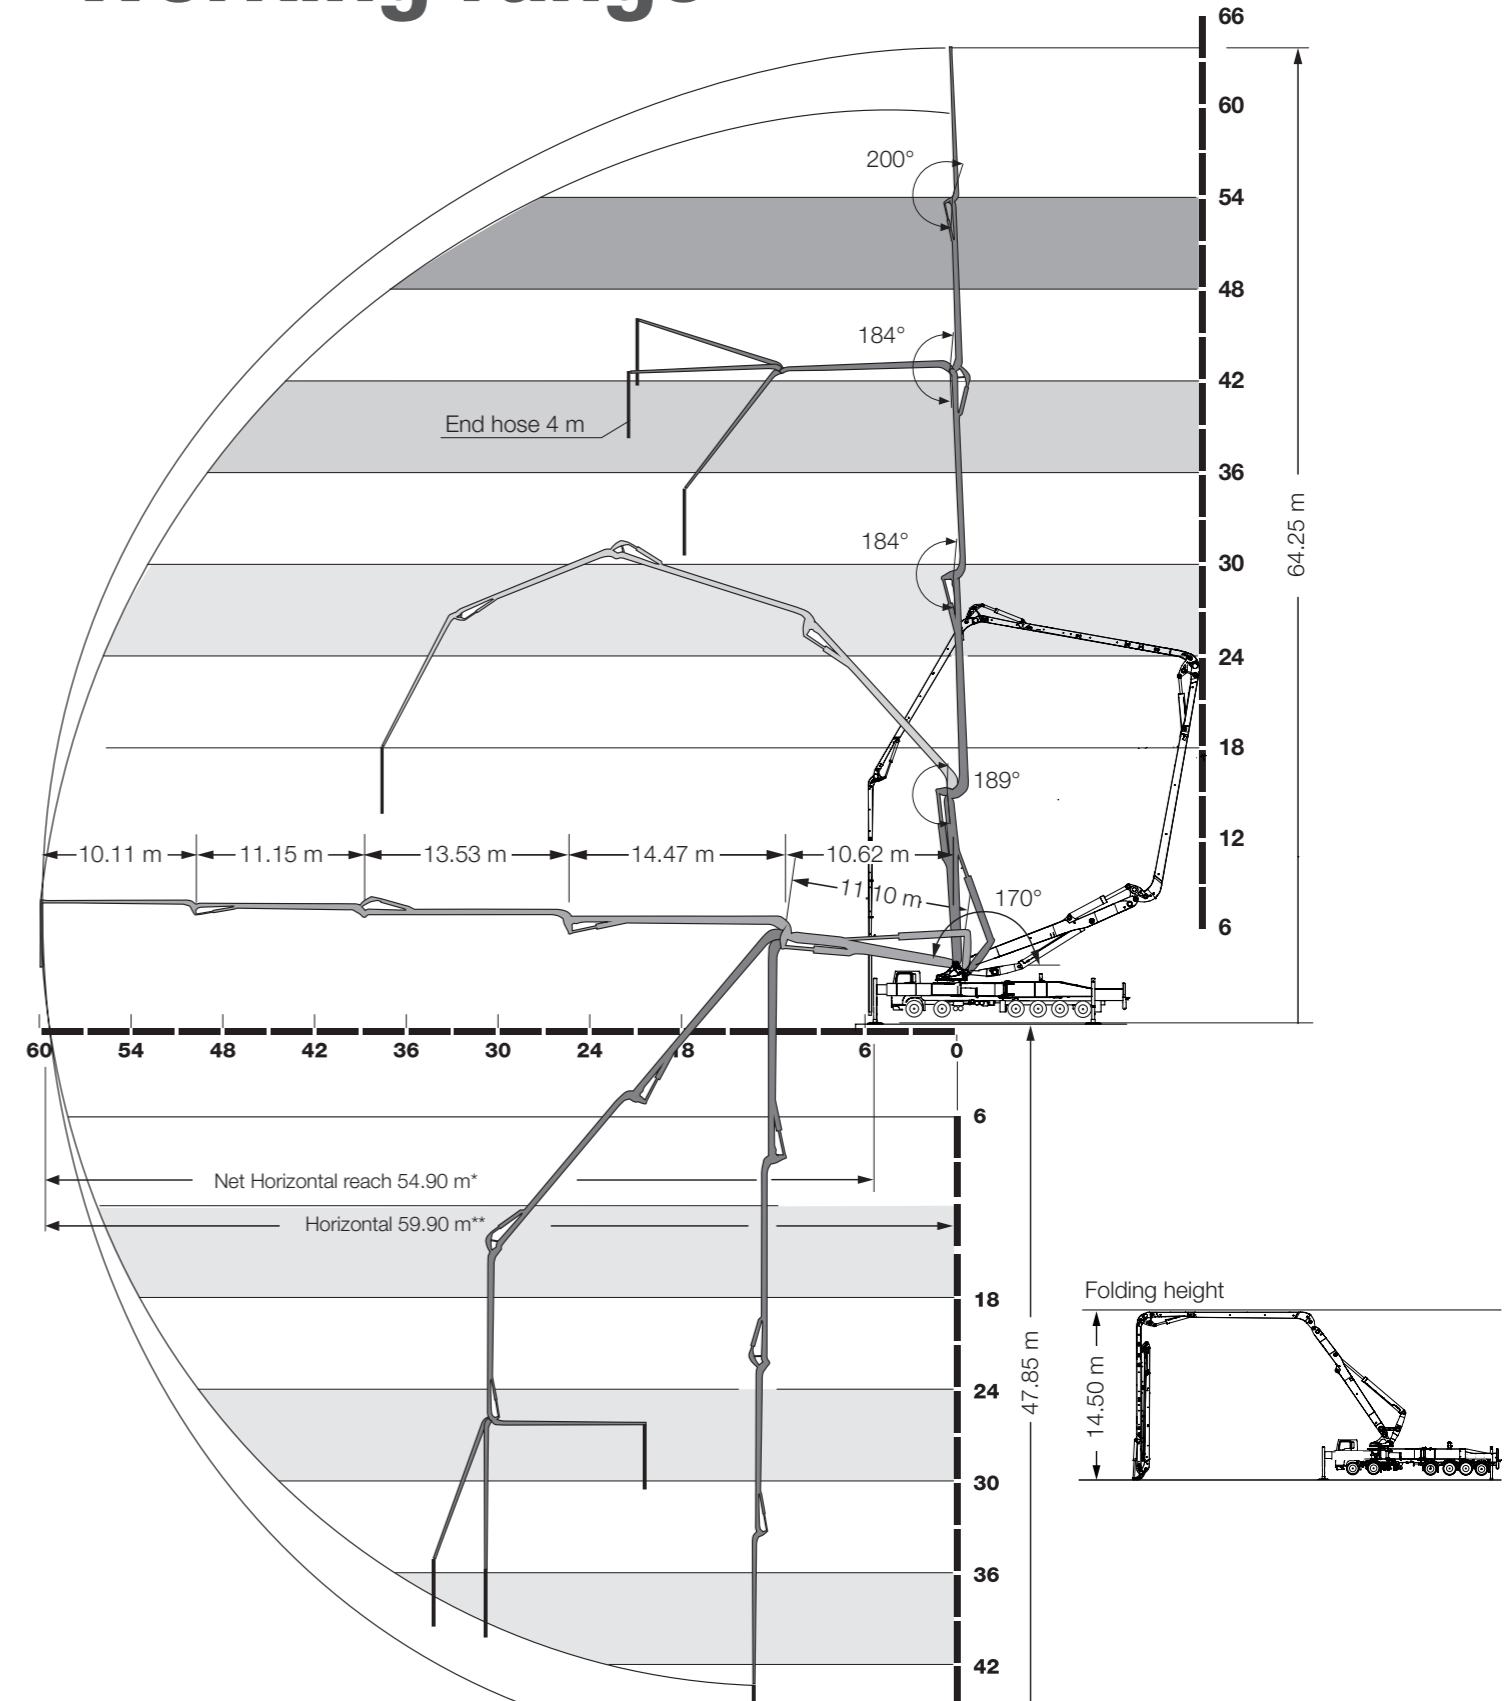 Working range
66
60
200°
54
48
184°
42
End hose 4 m
36
64.25 m
184°
30
24
18
189°
12
10.11 m 11.15 m 13.53 m 14.47 m 10.62 m
11.10 m
170°
6
60 54 48 42 36 30 24 18 6 0
6
Net Horizontal reach 54.90 m*
Horizontal 59.90 m**
18
Folding height
47.85 m
14.50 m
24
30
36
42